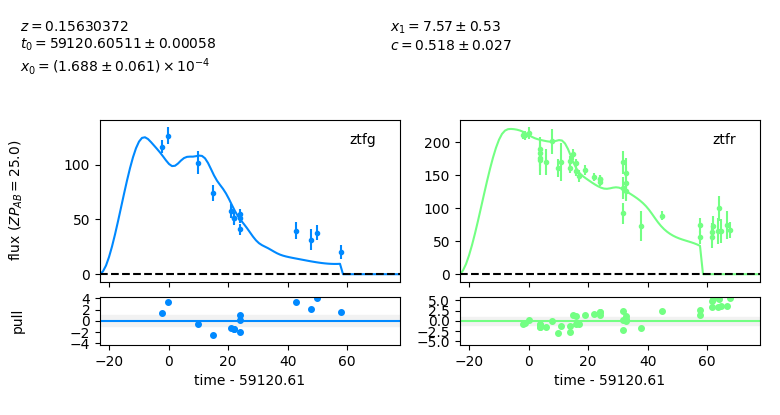 z = 0.15630372
t₀ = 59120.60511 ± 0.00058
x₀ = (1.688 ± 0.061) × 10⁻⁴
x₁ = 7.57 ± 0.53
c = 0.518 ± 0.027
flux (ZP_AB = 25.0)
ztfg
100
50
0
ztfr
200
150
100
50
0
pull
4
2
0
−2
−4
5.0
2.5
0.0
−2.5
−5.0
−20 0 20 40 60
−20 0 20 40 60
time - 59120.61
time - 59120.61